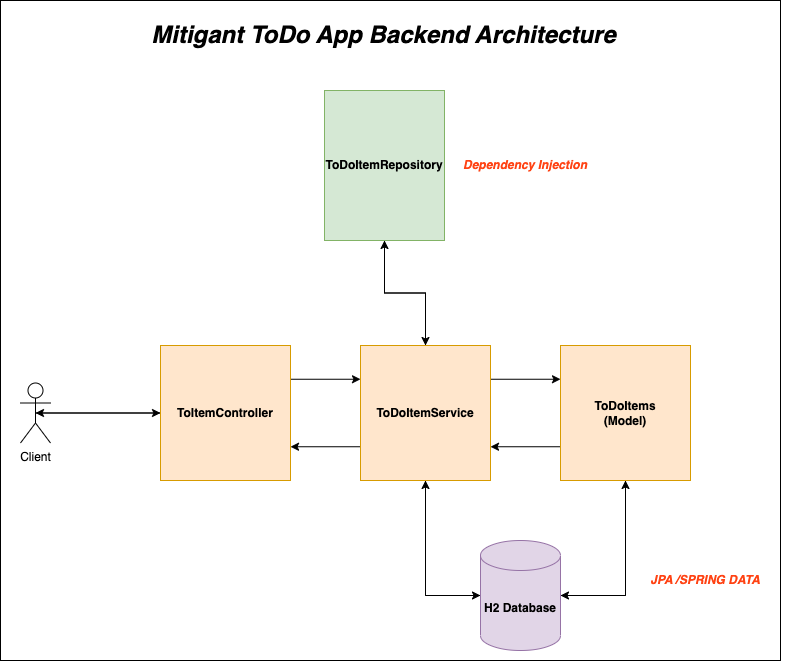 Mitigant ToDo App Backend Architecture
ToDoItemRepository
Dependency Injection
ToItemController
ToDoItemService
ToDoItems
(Model)
Client
H2 Database
JPA /SPRING DATA